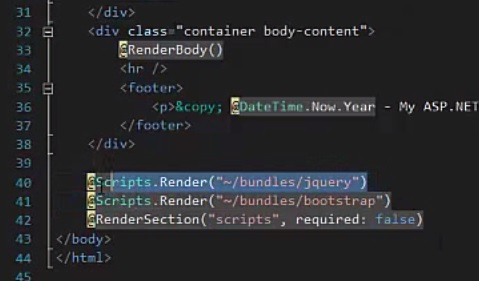 31 </div>
32 <div class="container body-content">
33 @RenderBody()
34 <hr />
35 <footer>
36 <p>&copy; @DateTime.Now.Year - My ASP.NET
37 </footer>
38 </div>
39
40 @Scripts.Render("~/bundles/jquery")
41 @Scripts.Render("~/bundles/bootstrap")
42 @RenderSection("scripts", required: false)
43 </body>
44 </html>
45